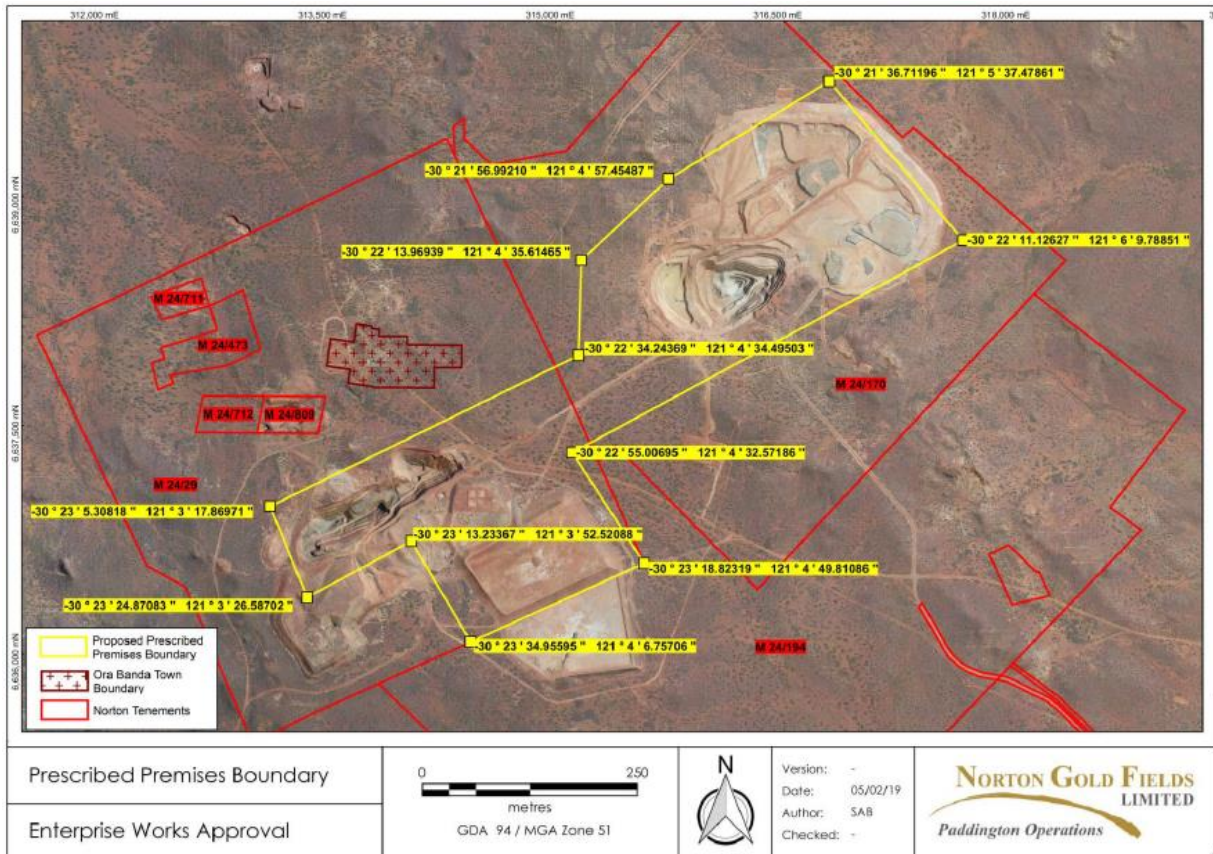 312,000 mE 313,500 mE 315,000 mE 316,500 mE 318,000 mE
-30 ° 21 ' 36.71196 " 121 ° 5 ' 37.47861 "
-30 ° 21 ' 56.99210 " 121 ° 4 ' 57.45487 "
6,639,000 mN
-30 ° 22 ' 13.96939 " 121 ° 4 ' 35.61465 "
-30 ° 22 ' 11.12627 " 121 ° 6 ' 9.78851 "
M 24/711
M 24/473
-30 ° 22 ' 34.24369 " 121 ° 4 ' 34.49503 "
M 24/170
M 24/712 M 24/809
6,637,500 mN
-30 ° 22 ' 55.00695 " 121 ° 4 ' 32.57186 "
M 24/29
-30 ° 23 ' 5.30818 " 121 ° 3 ' 17.86971 "
-30 ° 23 ' 13.23367 " 121 ° 3 ' 52.52088 "
-30 ° 23 ' 18.82319 " 121 ° 4 ' 49.81086 "
-30 ° 23 ' 24.87083 " 121 ° 3 ' 26.58702 "
-30 ° 23 ' 34.95595 " 121 ° 4 ' 6.75706 "
M 24/194
6,636,000 mN
Proposed Prescribed
Premises Boundary
Ora Banda Town
Boundary
Norton Tenements
Prescribed Premises Boundary
Enterprise Works Approval
0 250
metres
GDA 94 / MGA Zone 51
N
Version: -
Date: 05/02/19
Author: SAB
Checked: -
NORTON GOLD FIELDS
LIMITED
Paddington Operations